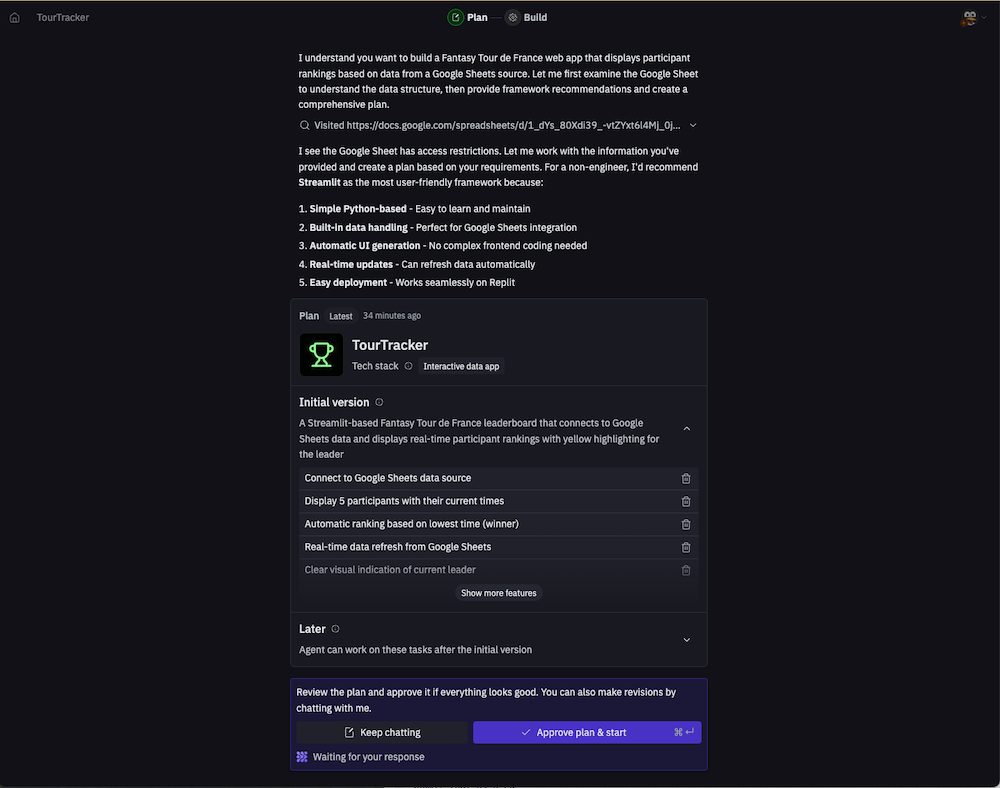 TourTracker
Plan
Build
I understand you want to build a Fantasy Tour de France web app that displays participant
rankings based on data from a Google Sheets source. Let me first examine the Google Sheet
to understand the data structure, then provide framework recommendations and create a
comprehensive plan.
Visited https://docs.google.com/spreadsheets/d/1_dYs_80Xdi39_-vtZYxt6l4Mj_0j...
I see the Google Sheet has access restrictions. Let me work with the information you've
provided and create a plan based on your requirements. For a non-engineer, I'd recommend
Streamlit as the most user-friendly framework because:
1. Simple Python-based - Easy to learn and maintain
2. Built-in data handling - Perfect for Google Sheets integration
3. Automatic UI generation - No complex frontend coding needed
4. Real-time updates - Can refresh data automatically
5. Easy deployment - Works seamlessly on Replit
Plan Latest 34 minutes ago
TourTracker
Tech stack Interactive data app
Initial version
A Streamlit-based Fantasy Tour de France leaderboard that connects to Google
Sheets data and displays real-time participant rankings with yellow highlighting for
the leader
Connect to Google Sheets data source
Display 5 participants with their current times
Automatic ranking based on lowest time (winner)
Real-time data refresh from Google Sheets
Clear visual indication of current leader
Show more features
Later
Agent can work on these tasks after the initial version
Review the plan and approve it if everything looks good. You can also make revisions by
chatting with me.
Keep chatting
Approve plan & start ⌘↵
Waiting for your response